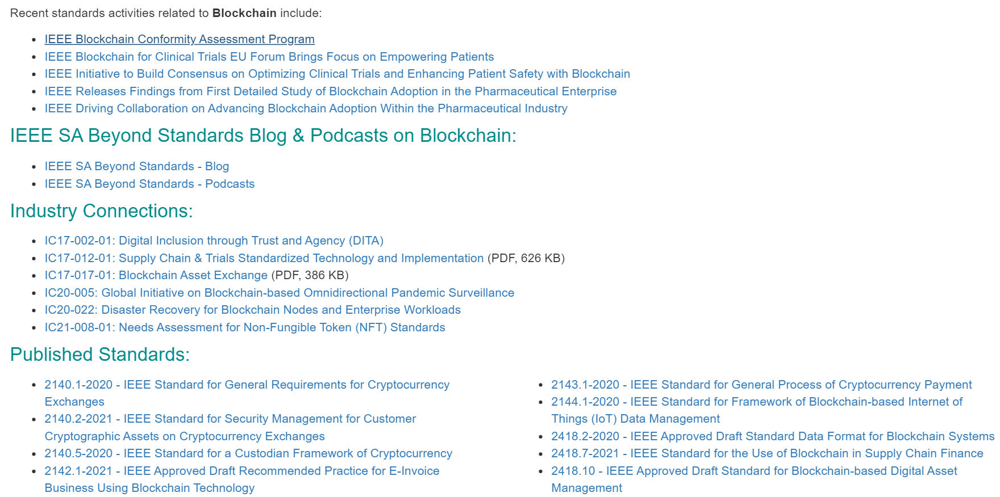 Recent standards activities related to Blockchain include:
IEEE Blockchain Conformity Assessment Program
IEEE Blockchain for Clinical Trials EU Forum Brings Focus on Empowering Patients
IEEE Initiative to Build Consensus on Optimizing Clinical Trials and Enhancing Patient Safety with Blockchain
IEEE Releases Findings from First Detailed Study of Blockchain Adoption in the Pharmaceutical Enterprise
IEEE Driving Collaboration on Advancing Blockchain Adoption Within the Pharmaceutical Industry
IEEE SA Beyond Standards Blog & Podcasts on Blockchain:
IEEE SA Beyond Standards - Blog
IEEE SA Beyond Standards - Podcasts
Industry Connections:
IC17-002-01: Digital Inclusion through Trust and Agency (DITA)
IC17-012-01: Supply Chain & Trials Standardized Technology and Implementation (PDF, 626 KB)
IC17-017-01: Blockchain Asset Exchange (PDF, 386 KB)
IC20-005: Global Initiative on Blockchain-based Omnidirectional Pandemic Surveillance
IC20-022: Disaster Recovery for Blockchain Nodes and Enterprise Workloads
IC21-008-01: Needs Assessment for Non-Fungible Token (NFT) Standards
Published Standards:
2140.1-2020 - IEEE Standard for General Requirements for Cryptocurrency
Exchanges
2140.2-2021 - IEEE Standard for Security Management for Customer
Cryptographic Assets on Cryptocurrency Exchanges
2140.5-2020 - IEEE Standard for a Custodian Framework of Cryptocurrency
2142.1-2021 - IEEE Approved Draft Recommended Practice for E-Invoice
Business Using Blockchain Technology
2143.1-2020 - IEEE Standard for General Process of Cryptocurrency Payment
2144.1-2020 - IEEE Standard for Framework of Blockchain-based Internet of
Things (IoT) Data Management
2418.2-2020 - IEEE Approved Draft Standard Data Format for Blockchain Systems
2418.7-2021 - IEEE Standard for the Use of Blockchain in Supply Chain Finance
2418.10 - IEEE Approved Draft Standard for Blockchain-based Digital Asset
Management